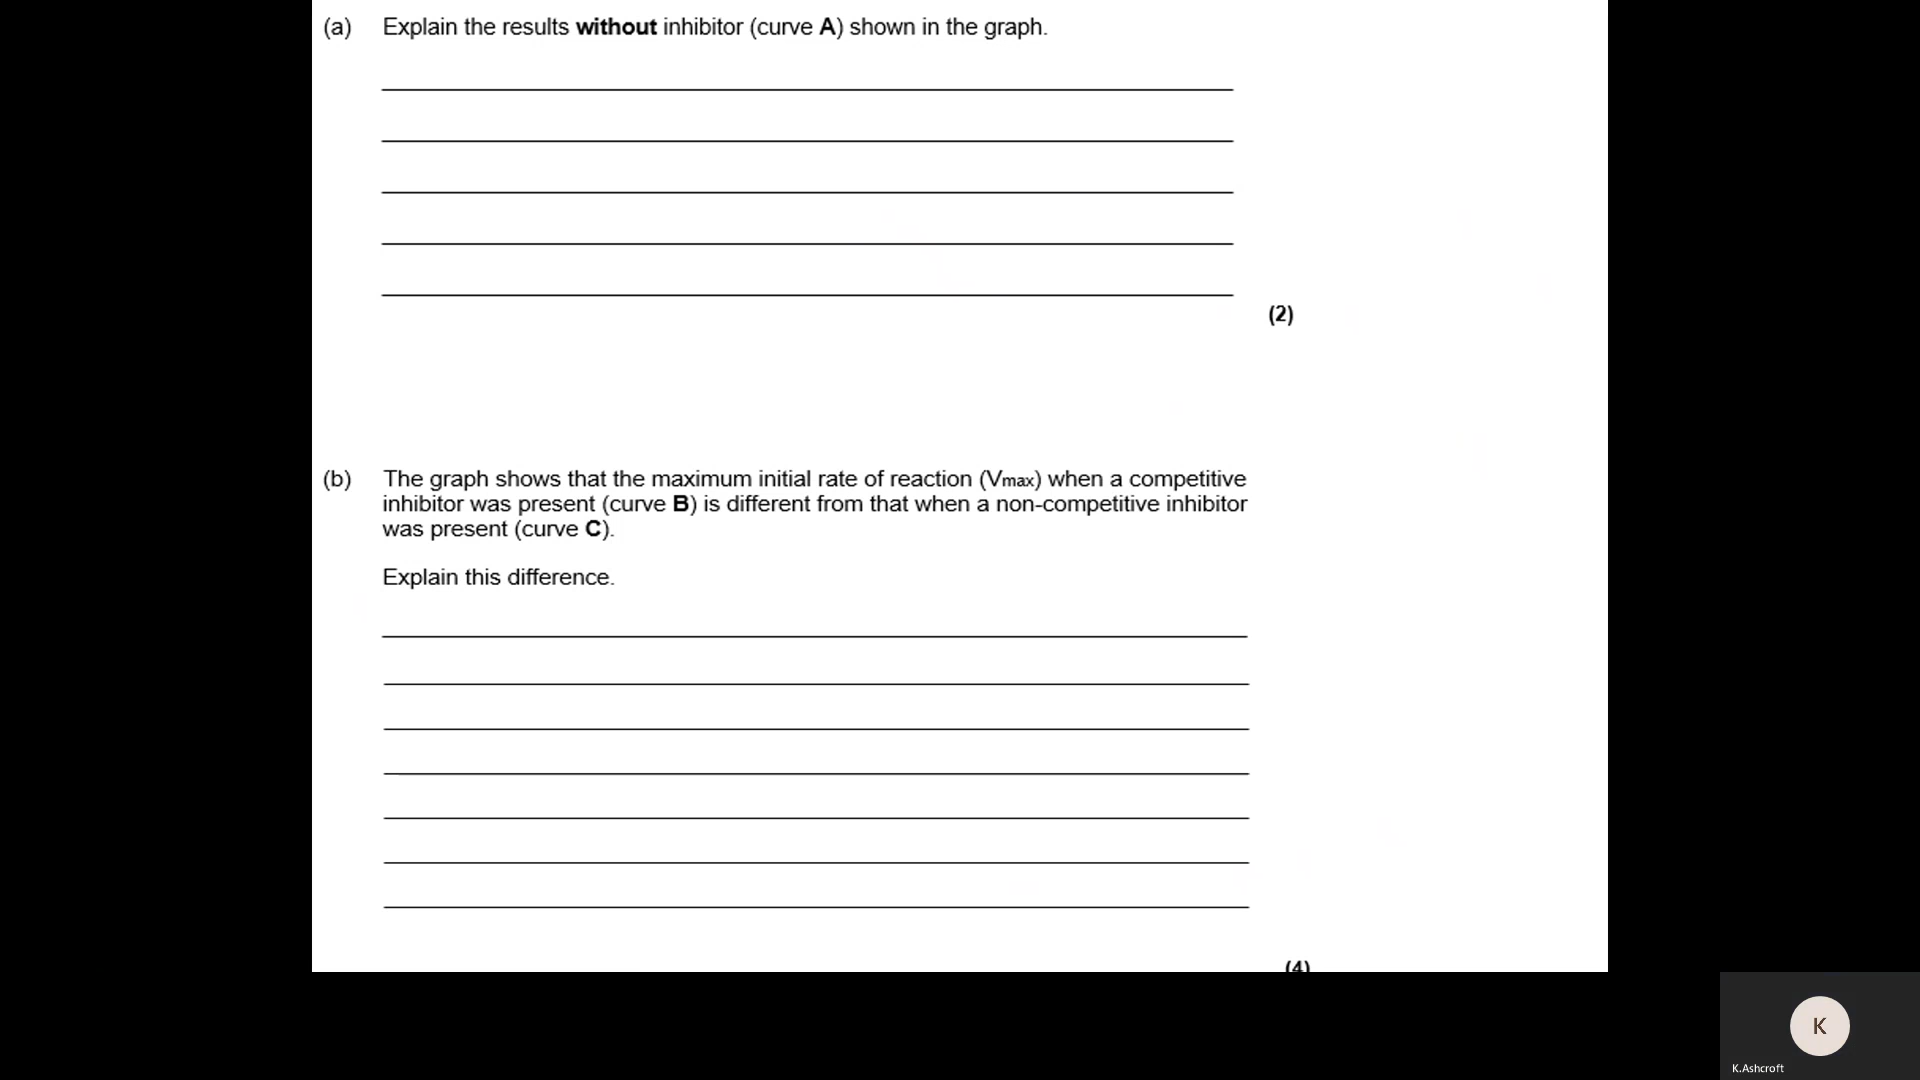 (a) Explain the results without inhibitor (curve A) shown in the graph.
(2)
(b) The graph shows that the maximum initial rate of reaction (Vmax) when a competitive
inhibitor was present (curve B) is different from that when a non-competitive inhibitor
was present (curve C).
Explain this difference.
(4)
K
K.Ashcroft